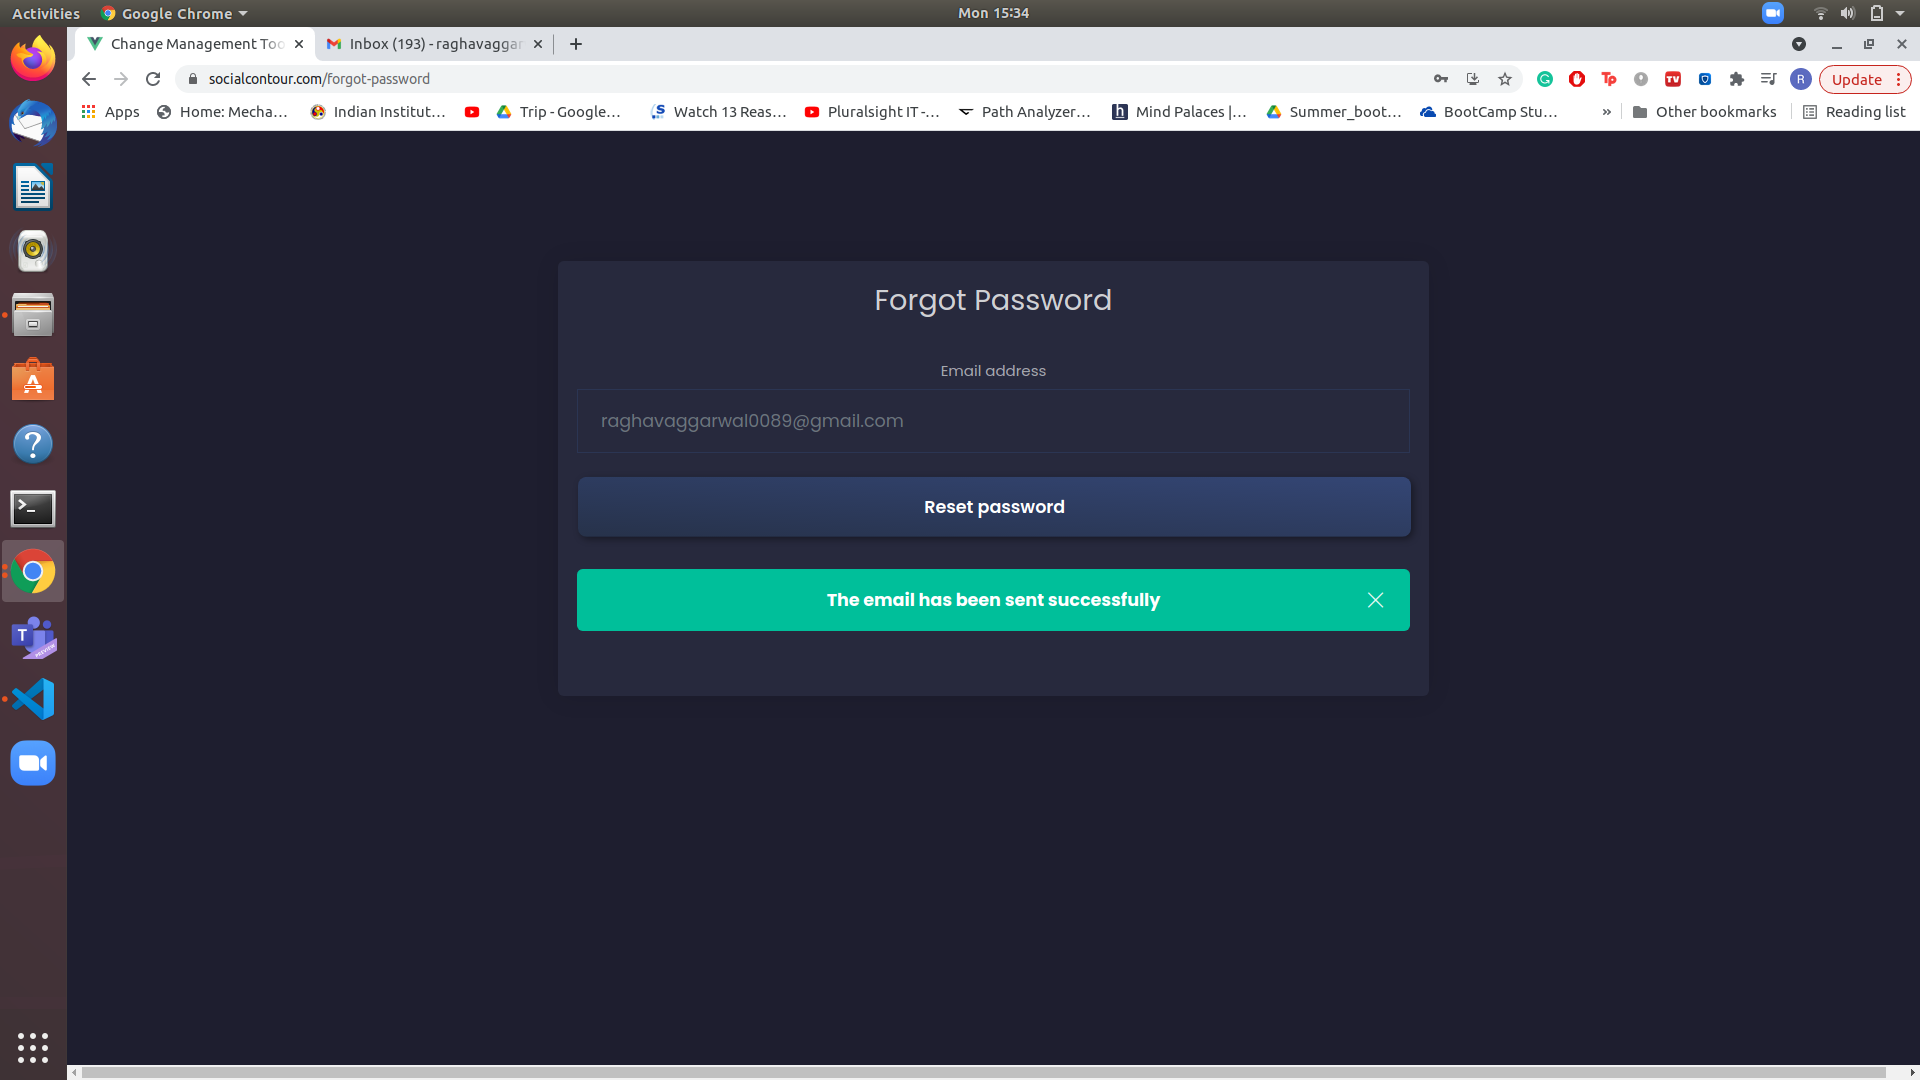 Activities Google Chrome Mon 15:34
Change Management Too Inbox (193) - raghavaggar
socialcontour.com/forgot-password Tp TV R Update
Apps Home: Mecha... Indian Institut... Trip - Google... S Watch 13 Reas... Pluralsight IT -... Path Analyzer... h Mind Palaces |... Summer_boot... BootCamp Stu... » Other bookmarks Reading list
Forgot Password
Email address
raghavaggarwal0089@gmail.com
Reset password
The email has been sent successfully